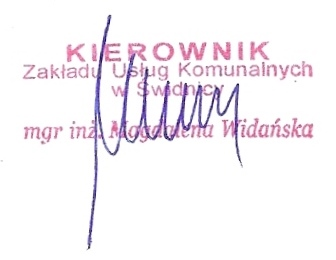 KIEROWNIK
Zakładu Usług Komunalnych
w Świdnicy
mgr inż. Magdalena Widańska